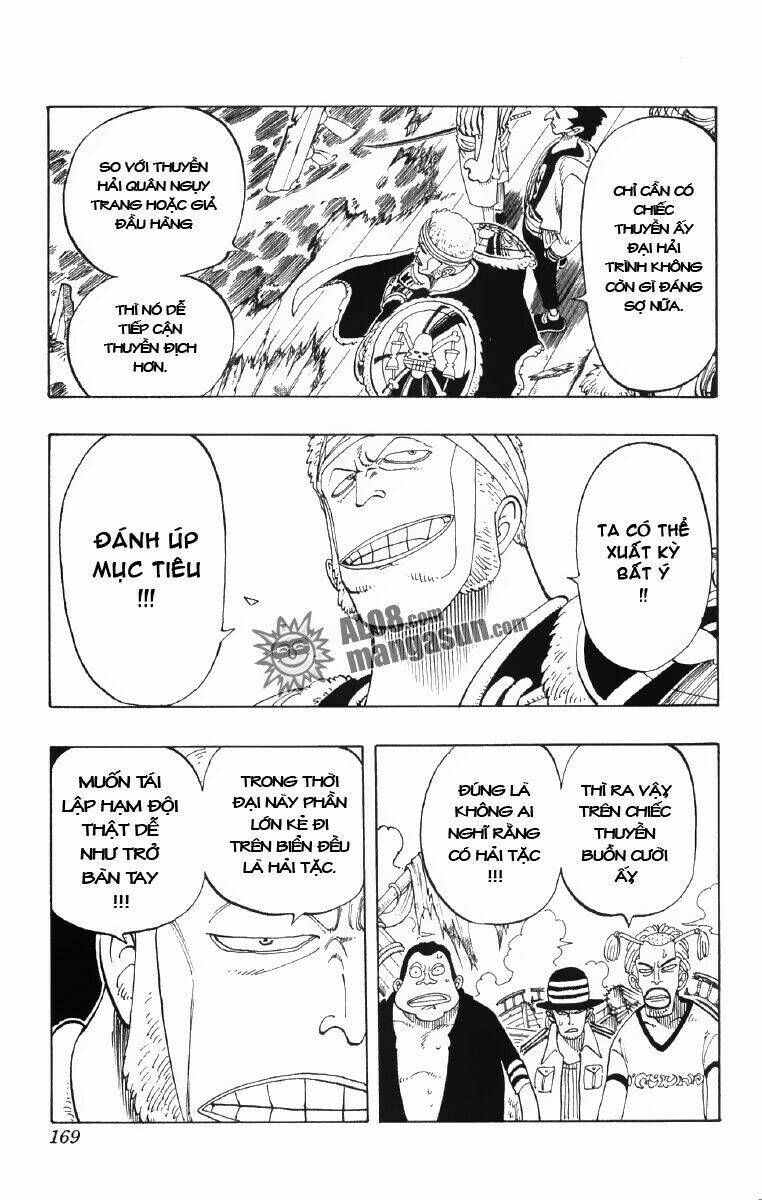 CHỈ CẦN CÓ
CHIẾC
THUYỀN ẤY
ĐẠI HẢI
TRÌNH KHÔNG
CÒN GÌ ĐÁNG
SỢ NỮA.
SO VỚI THUYỀN
HẢI QUÂN NGỤY
TRANG HOẶC GIẢ
ĐẦU HÀNG
THÌ NÓ DỄ
TIẾP CẬN
THUYỀN ĐỊCH
HƠN.
TA CÓ THỂ
XUẤT KỲ
BẤT Ý
!!
ĐÁNH ÚP
MỤC TIÊU
!!!
ALO8.com
mangasun.com
THÌ RA VẬY,
TRÊN CHIẾC
THUYỀN
BUỒN CƯỜI
ẤY,
ĐÚNG LÀ
KHÔNG AI
NGHĨ RẰNG
CÓ HẢI TẶC
!!!
TRONG THỜI
ĐẠI NÀY PHẦN
LỚN KẺ ĐI
TRÊN BIỂN ĐỀU
LÀ HẢI TẶC.
MUỐN TÁI
LẬP HẠM ĐỘI
THẬT DỄ
NHƯ TRỞ
BÀN TAY
!!!
169